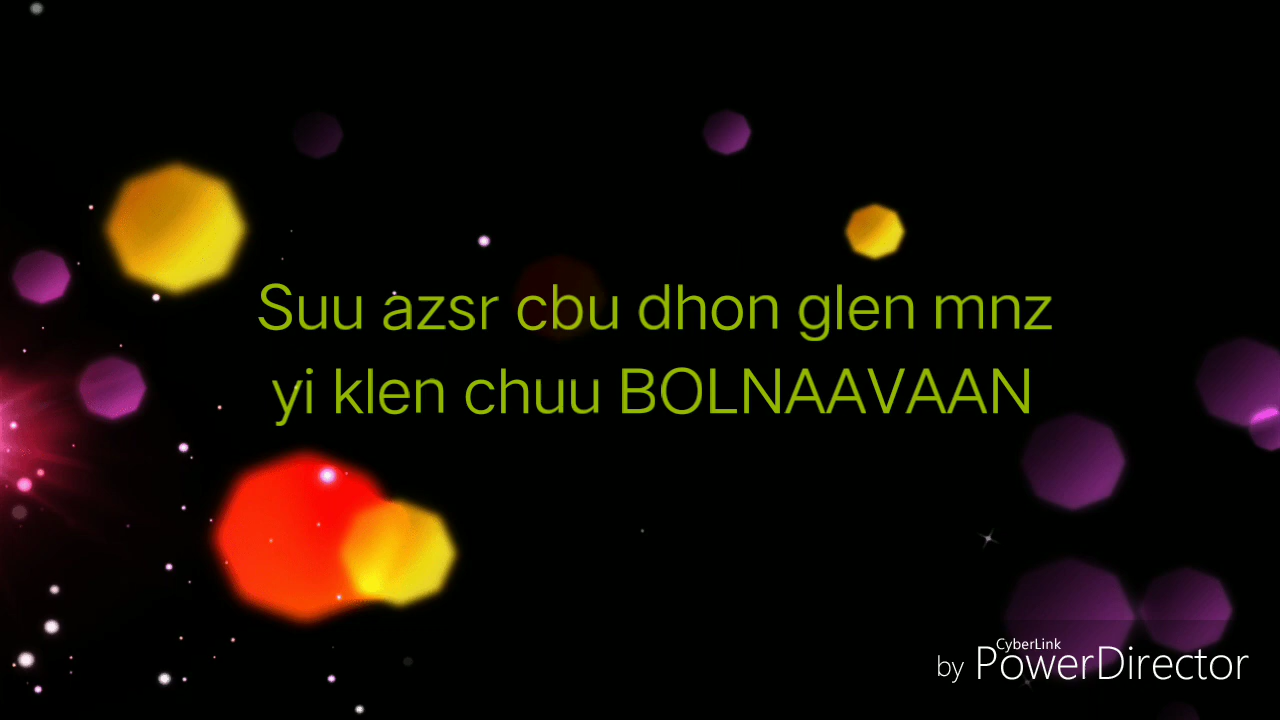 Suu azsr cbu dhon glen mnz
yi klen chuu BOLNAAVAAN
CyberLink
by PowerDirector